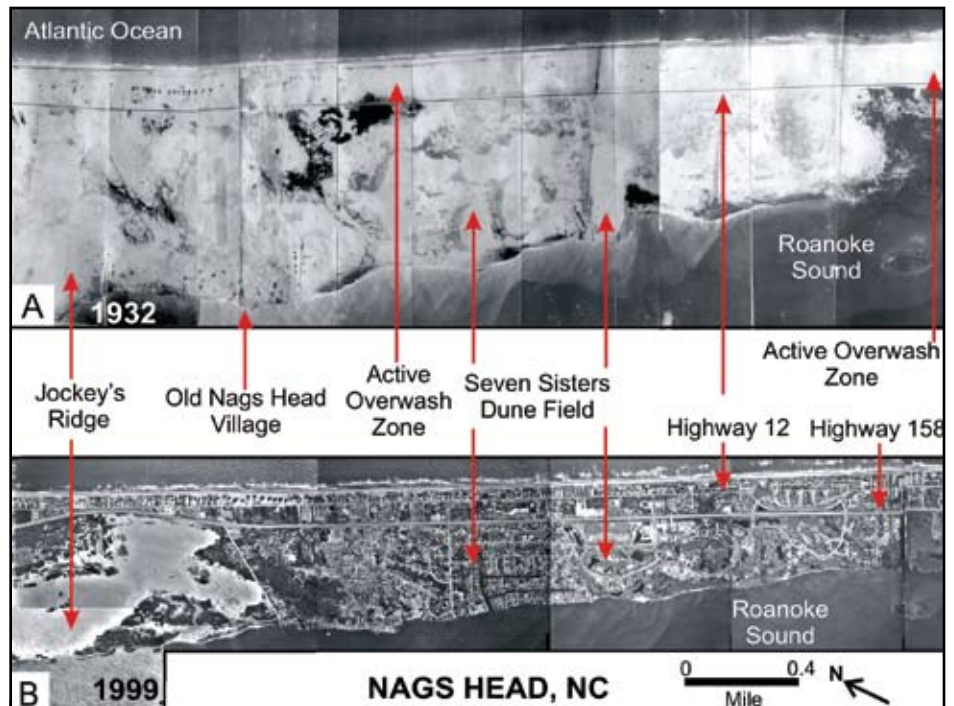 Atlantic Ocean
Roanoke
Sound
A
1932
Jockey's
Ridge
Old Nags Head
Village
Active
Overwash
Zone
Seven Sisters
Dune Field
Highway 12
Active Overwash
Zone
Highway 158
Roanoke
Sound
B
1999
NAGS HEAD, NC
0
0.4
Mile
N